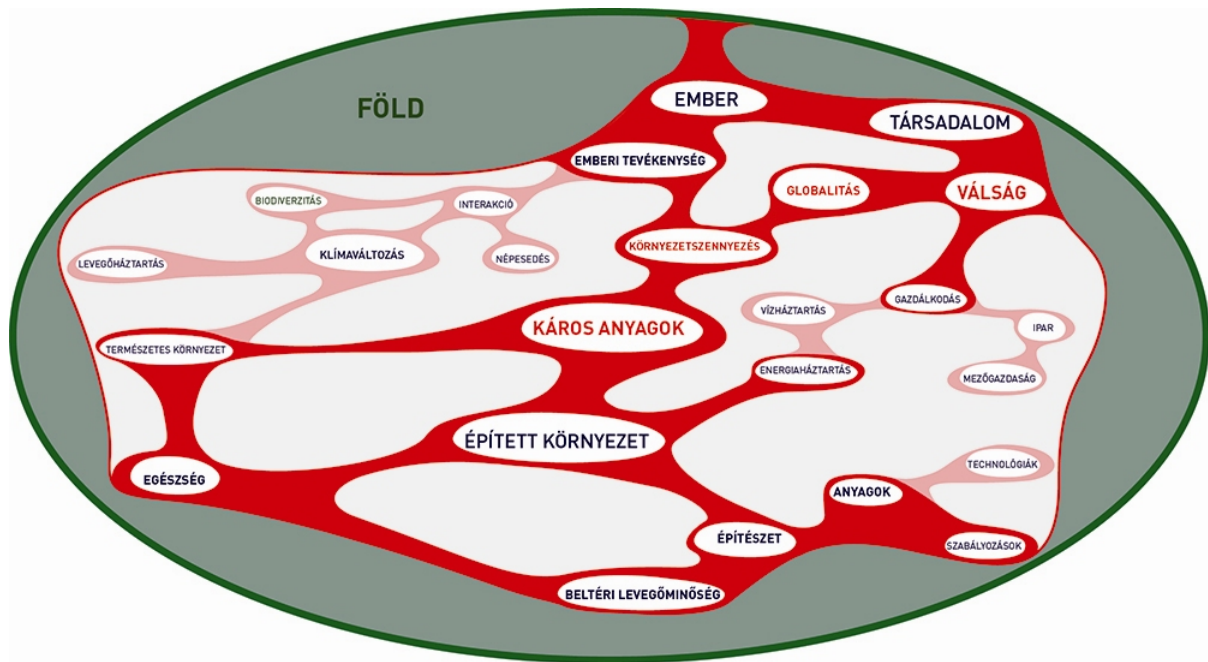 FÖLD
EMBER
TÁRSADALOM
EMBERI TEVÉKENYSÉG
GLOBALITÁS
VÁLSÁG
BIODIVERZITÁS
INTERAKCIÓ
KÖRNYEZETSZENNYEZÉS
KLÍMAVÁLTOZÁS
NÉPESEDÉS
LEVEGŐHÁZTARTÁS
GAZDÁLKODÁS
VÍZHÁZTARTÁS
KÁROS ANYAGOK
IPAR
TERMÉSZETES KÖRNYEZET
ENERGIAHÁZTARTÁS
MEZŐGAZDASÁG
ÉPÍTETT KÖRNYEZET
TECHNOLÓGIÁK
EGÉSZSÉG
ANYAGOK
ÉPÍTÉSZET
SZABÁLYOZÁSOK
BELTÉRI LEVEGŐMINŐSÉG